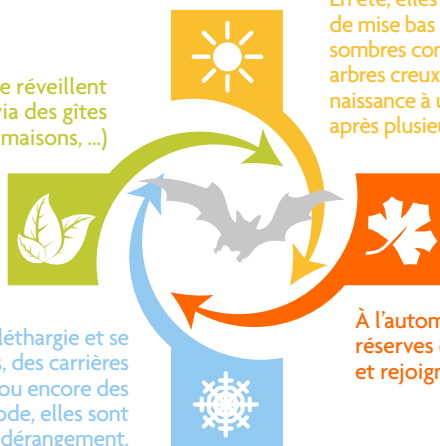 En été, elles
de mise bas
sombres com
arbres creux
naissance à u
après plusieu
e réveillent
via des gîtes
maisons, ...)
À l'autom
réserves
et rejoign
léthargie et se
s, des carrières
ou encore des
ode, elles sont
dérangement.